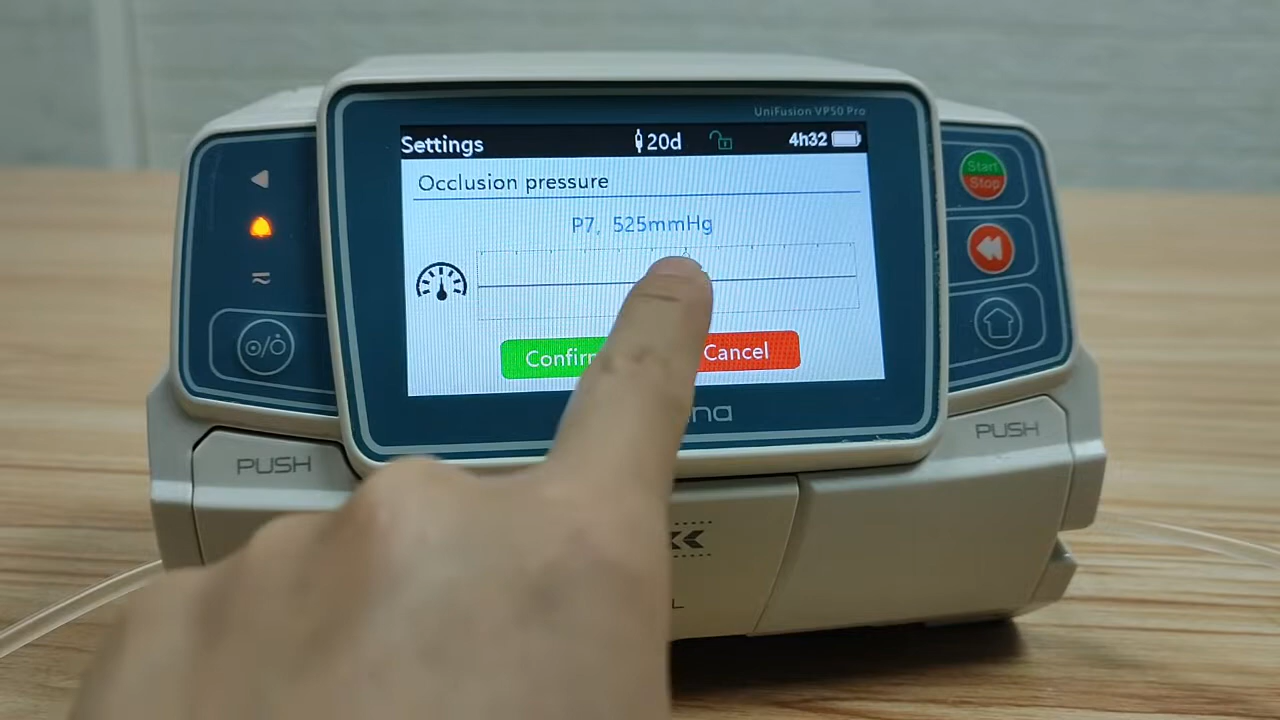 UniFusion VP50 Pro
Settings 20d 4h32
Occlusion pressure
P7, 525mmHg
Cancel
Start
Stop
PUSH
PUSH